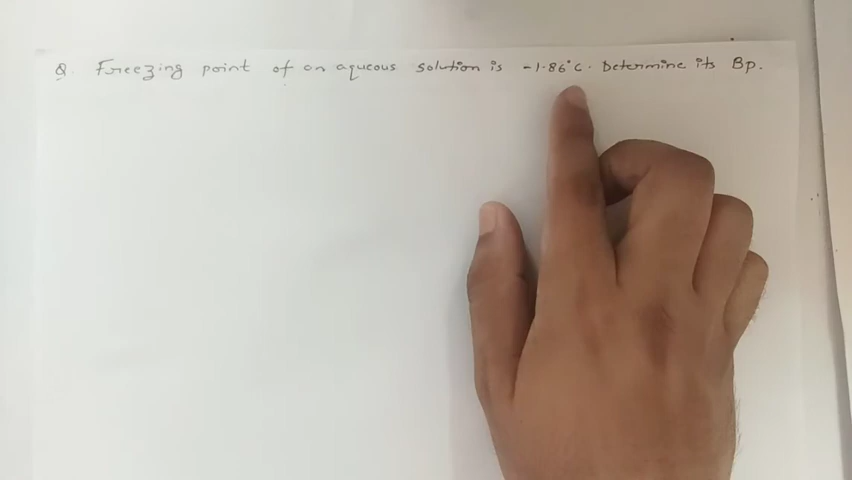 Q. Freezing point of an aqueous solution is -1.86°C. Determine its Bp.